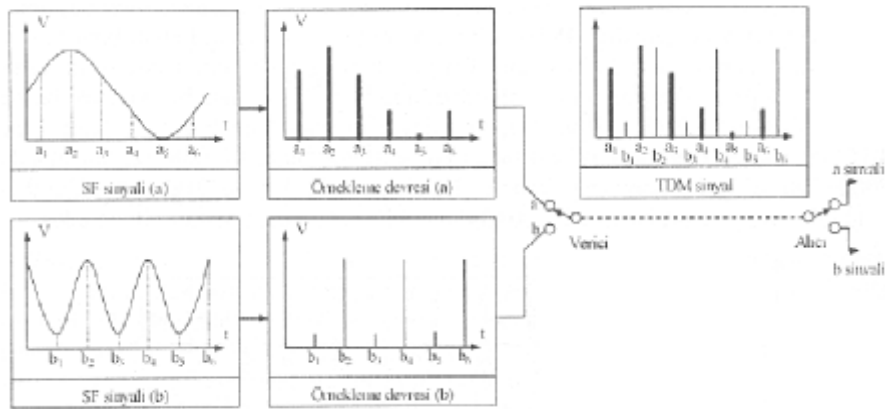 V
t
a1 a2 a3 a4 a5 a6
SF sinyali (a)
V
t
a1 a2 a3 a4 a5 a6
Örnekleme devresi (a)
a1 a2 a3 a4 a5 a6
b1 b2 b3 b4 b5 b6
TDM sinyal
a sinyali
a
b
Verici
Alıcı
b sinyali
V
t
b1 b2 b3 b4 b5 b6
SF sinyali (b)
V
t
b1 b2 b3 b4 b5 b6
Örnekleme devresi (b)